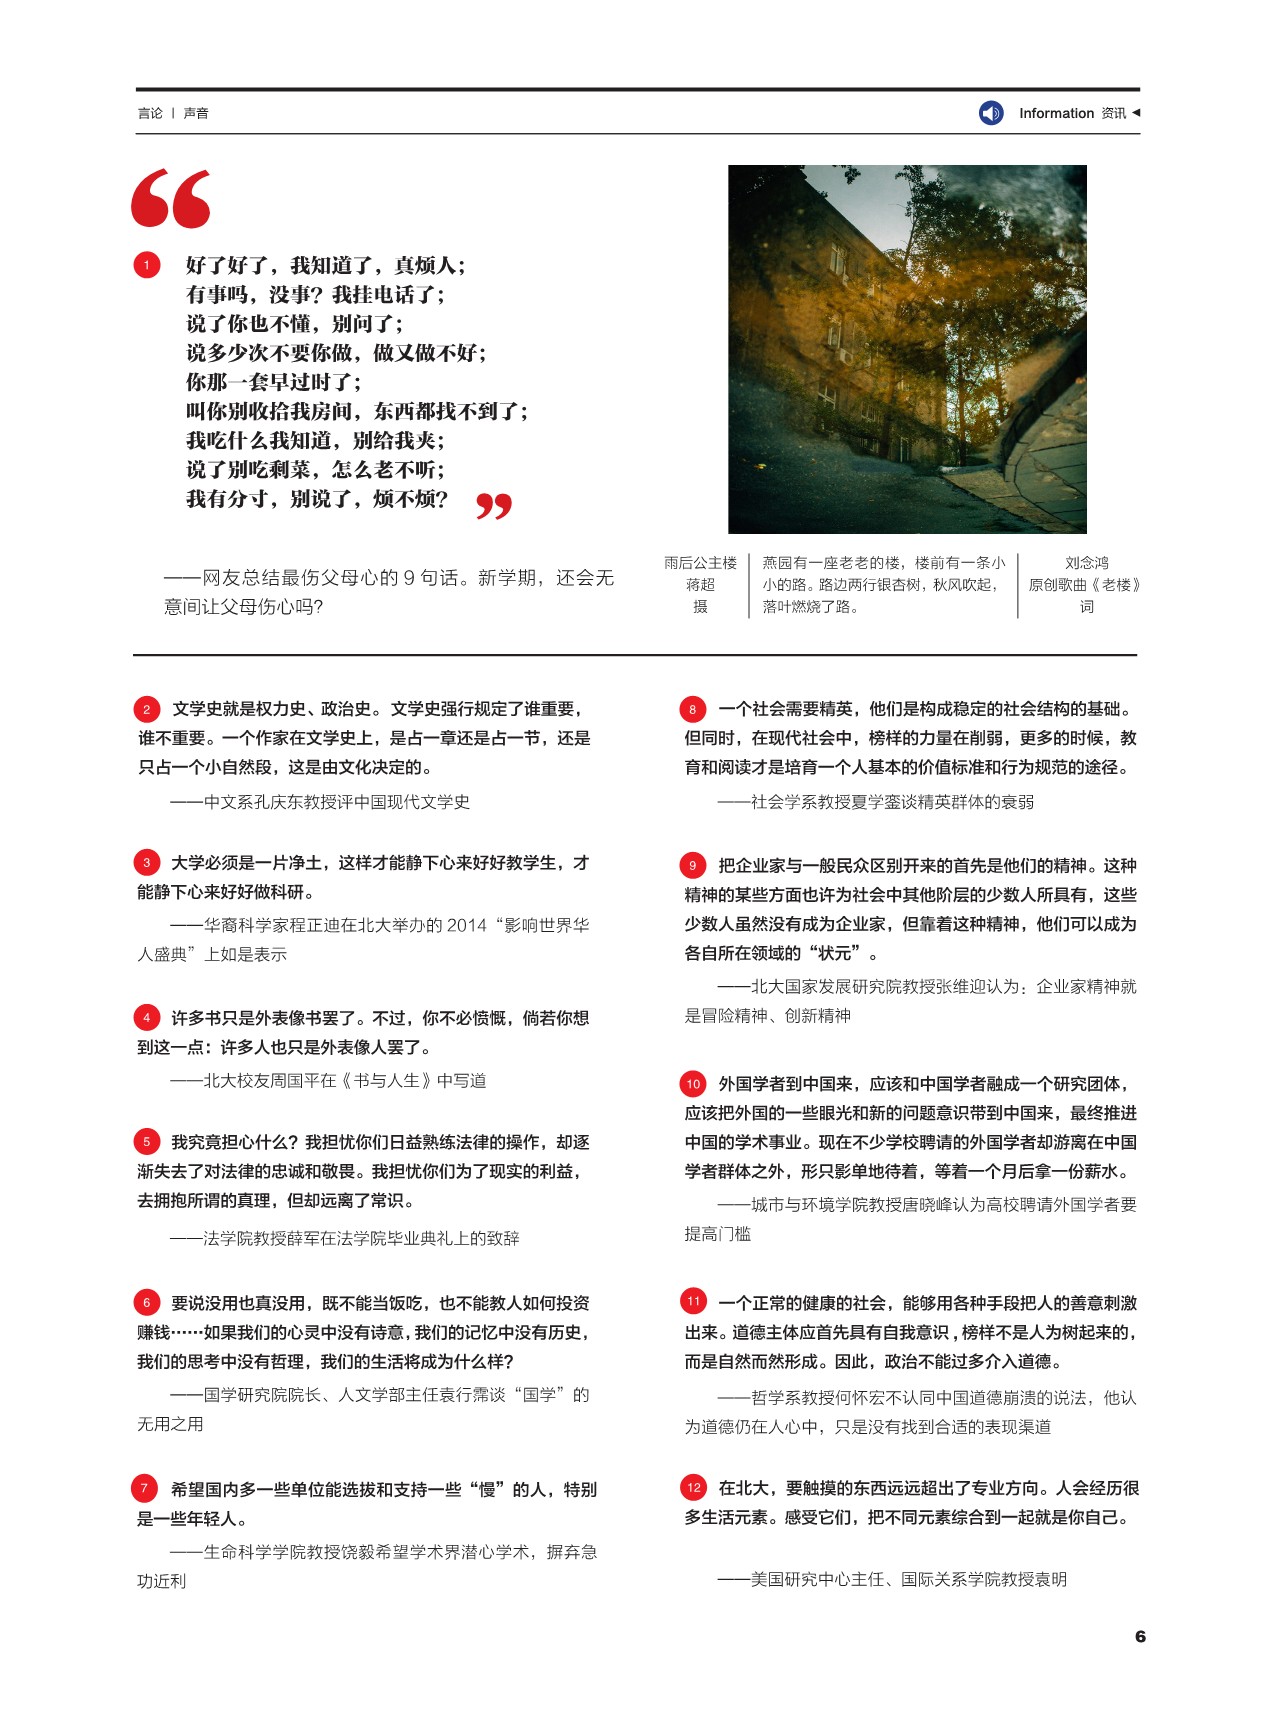 言论 | 声音
Information 资讯
“
1
好了好了，我知道了，真烦人；
有事吗，没事？我挂电话了；
说了你也不懂，别问了；
说多少次不要你做，做又做不好；
你那一套早过时了；
叫你别收拾我房间，东西都找不到了；
我吃什么我知道，别给我夹；
说了别吃剩菜，怎么老不听；
我有分寸，别说了，烦不烦？ ”
——网友总结最伤父母心的 9 句话。新学期，还会无
意间让父母伤心吗？
雨后公主楼
蒋超
摄
燕园有一座老老的楼，楼前有一条小
小的路。路边两行银杏树，秋风吹起，
落叶燃烧了路。
刘念鸿
原创歌曲《老楼》
词
2 文学史就是权力史、政治史。文学史强行规定了谁重要，
谁不重要。一个作家在文学史上，是占一章还是占一节，还是
只占一个小自然段，这是由文化决定的。
——中文系孔庆东教授评中国现代文学史
3 大学必须是一片净土，这样才能静下心来好好教学生，才
能静下心来好好做科研。
——华裔科学家程正迪在北大举办的 2014“影响世界华
人盛典”上如是表示
4 许多书只是外表像书罢了。不过，你不必愤慨，倘若你想
到这一点：许多人也只是外表像人罢了。
——北大校友周国平在《书与人生》中写道
5 我究竟担心什么？我担忧你们日益熟练法律的操作，却逐
渐失去了对法律的忠诚和敬畏。我担忧你们为了现实的利益，
去拥抱所谓的真理，但却远离了常识。
——法学院教授薛军在法学院毕业典礼上的致辞
6 要说没用也真没用，既不能当饭吃，也不能教人如何投资
赚钱……如果我们的心灵中没有诗意，我们的记忆中没有历史，
我们的思考中没有哲理，我们的生活将成为什么样？
——国学研究院院长、人文学部主任袁行霈谈“国学”的
无用之用
7 希望国内多一些单位能选拔和支持一些“慢”的人，特别
是一些年轻人。
——生命科学学院教授饶毅希望学术界潜心学术，摒弃急
功近利
8 一个社会需要精英，他们是构成稳定的社会结构的基础。
但同时，在现代社会中，榜样的力量在削弱，更多的时候，教
育和阅读才是培育一个人基本的价值标准和行为规范的途径。
——社会学系教授夏学銮谈精英群体的衰弱
9 把企业家与一般民众区别开来的首先是他们的精神。这种
精神的某些方面也许为社会中其他阶层的少数人所具有，这些
少数人虽然没有成为企业家，但靠着这种精神，他们可以成为
各自所在领域的“状元”。
——北大国家发展研究院教授张维迎认为：企业家精神就
是冒险精神、创新精神
10 外国学者到中国来，应该和中国学者融成一个研究团体，
应该把外国的一些眼光和新的问题意识带到中国来，最终推进
中国的学术事业。现在不少学校聘请的外国学者却游离在中国
学者群体之外，形只影单地待着，等着一个月后拿一份薪水。
——城市与环境学院教授唐晓峰认为高校聘请外国学者要
提高门槛
11 一个正常的健康的社会，能够用各种手段把人的善意刺激
出来。道德主体应首先具有自我意识，榜样不是人为树起来的，
而是自然而然形成。因此，政治不能过多介入道德。
——哲学系教授何怀宏不认同中国道德崩溃的说法，他认
为道德仍在人心中，只是没有找到合适的表现渠道
12 在北大，要触摸的东西远远超出了专业方向。人会经历很
多生活元素。感受它们，把不同元素综合到一起就是你自己。
——美国研究中心主任、国际关系学院教授袁明
6